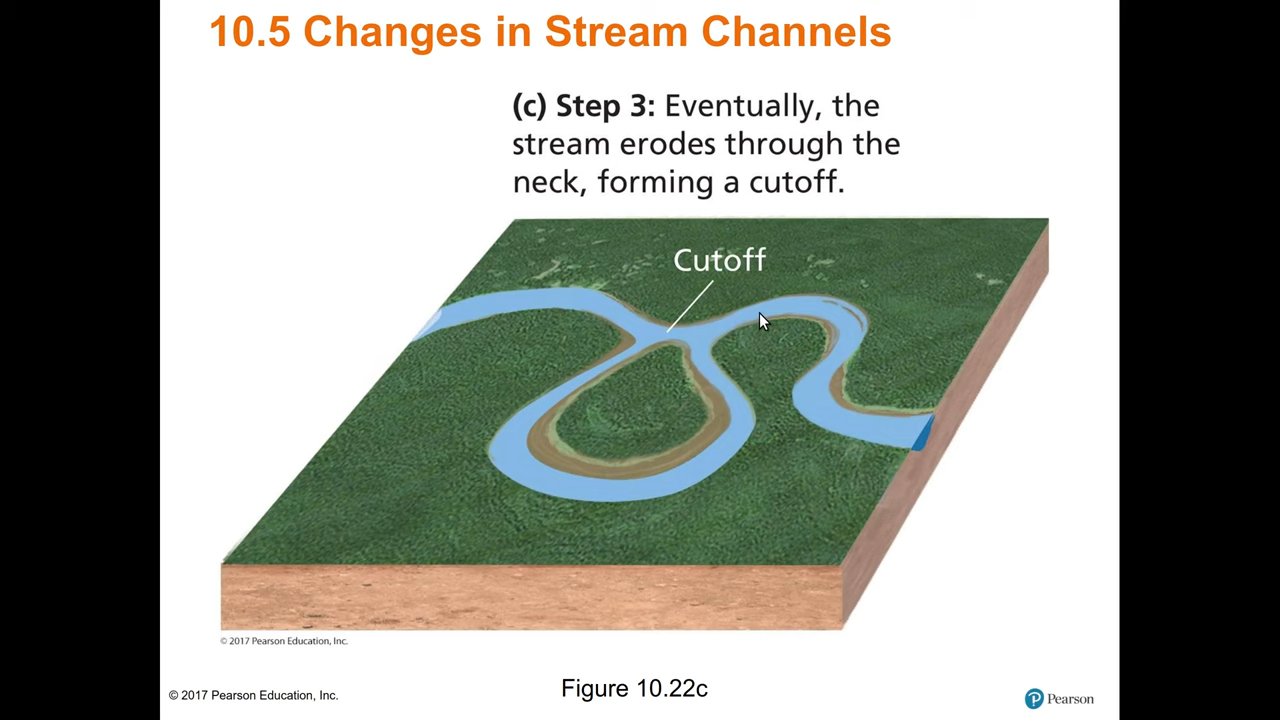 10.5 Changes in Stream Channels
(c) Step 3: Eventually, the
stream erodes through the
neck, forming a cutoff.
Cutoff
© 2017 Pearson Education, Inc.
© 2017 Pearson Education, Inc.
Figure 10.22c
P Pearson